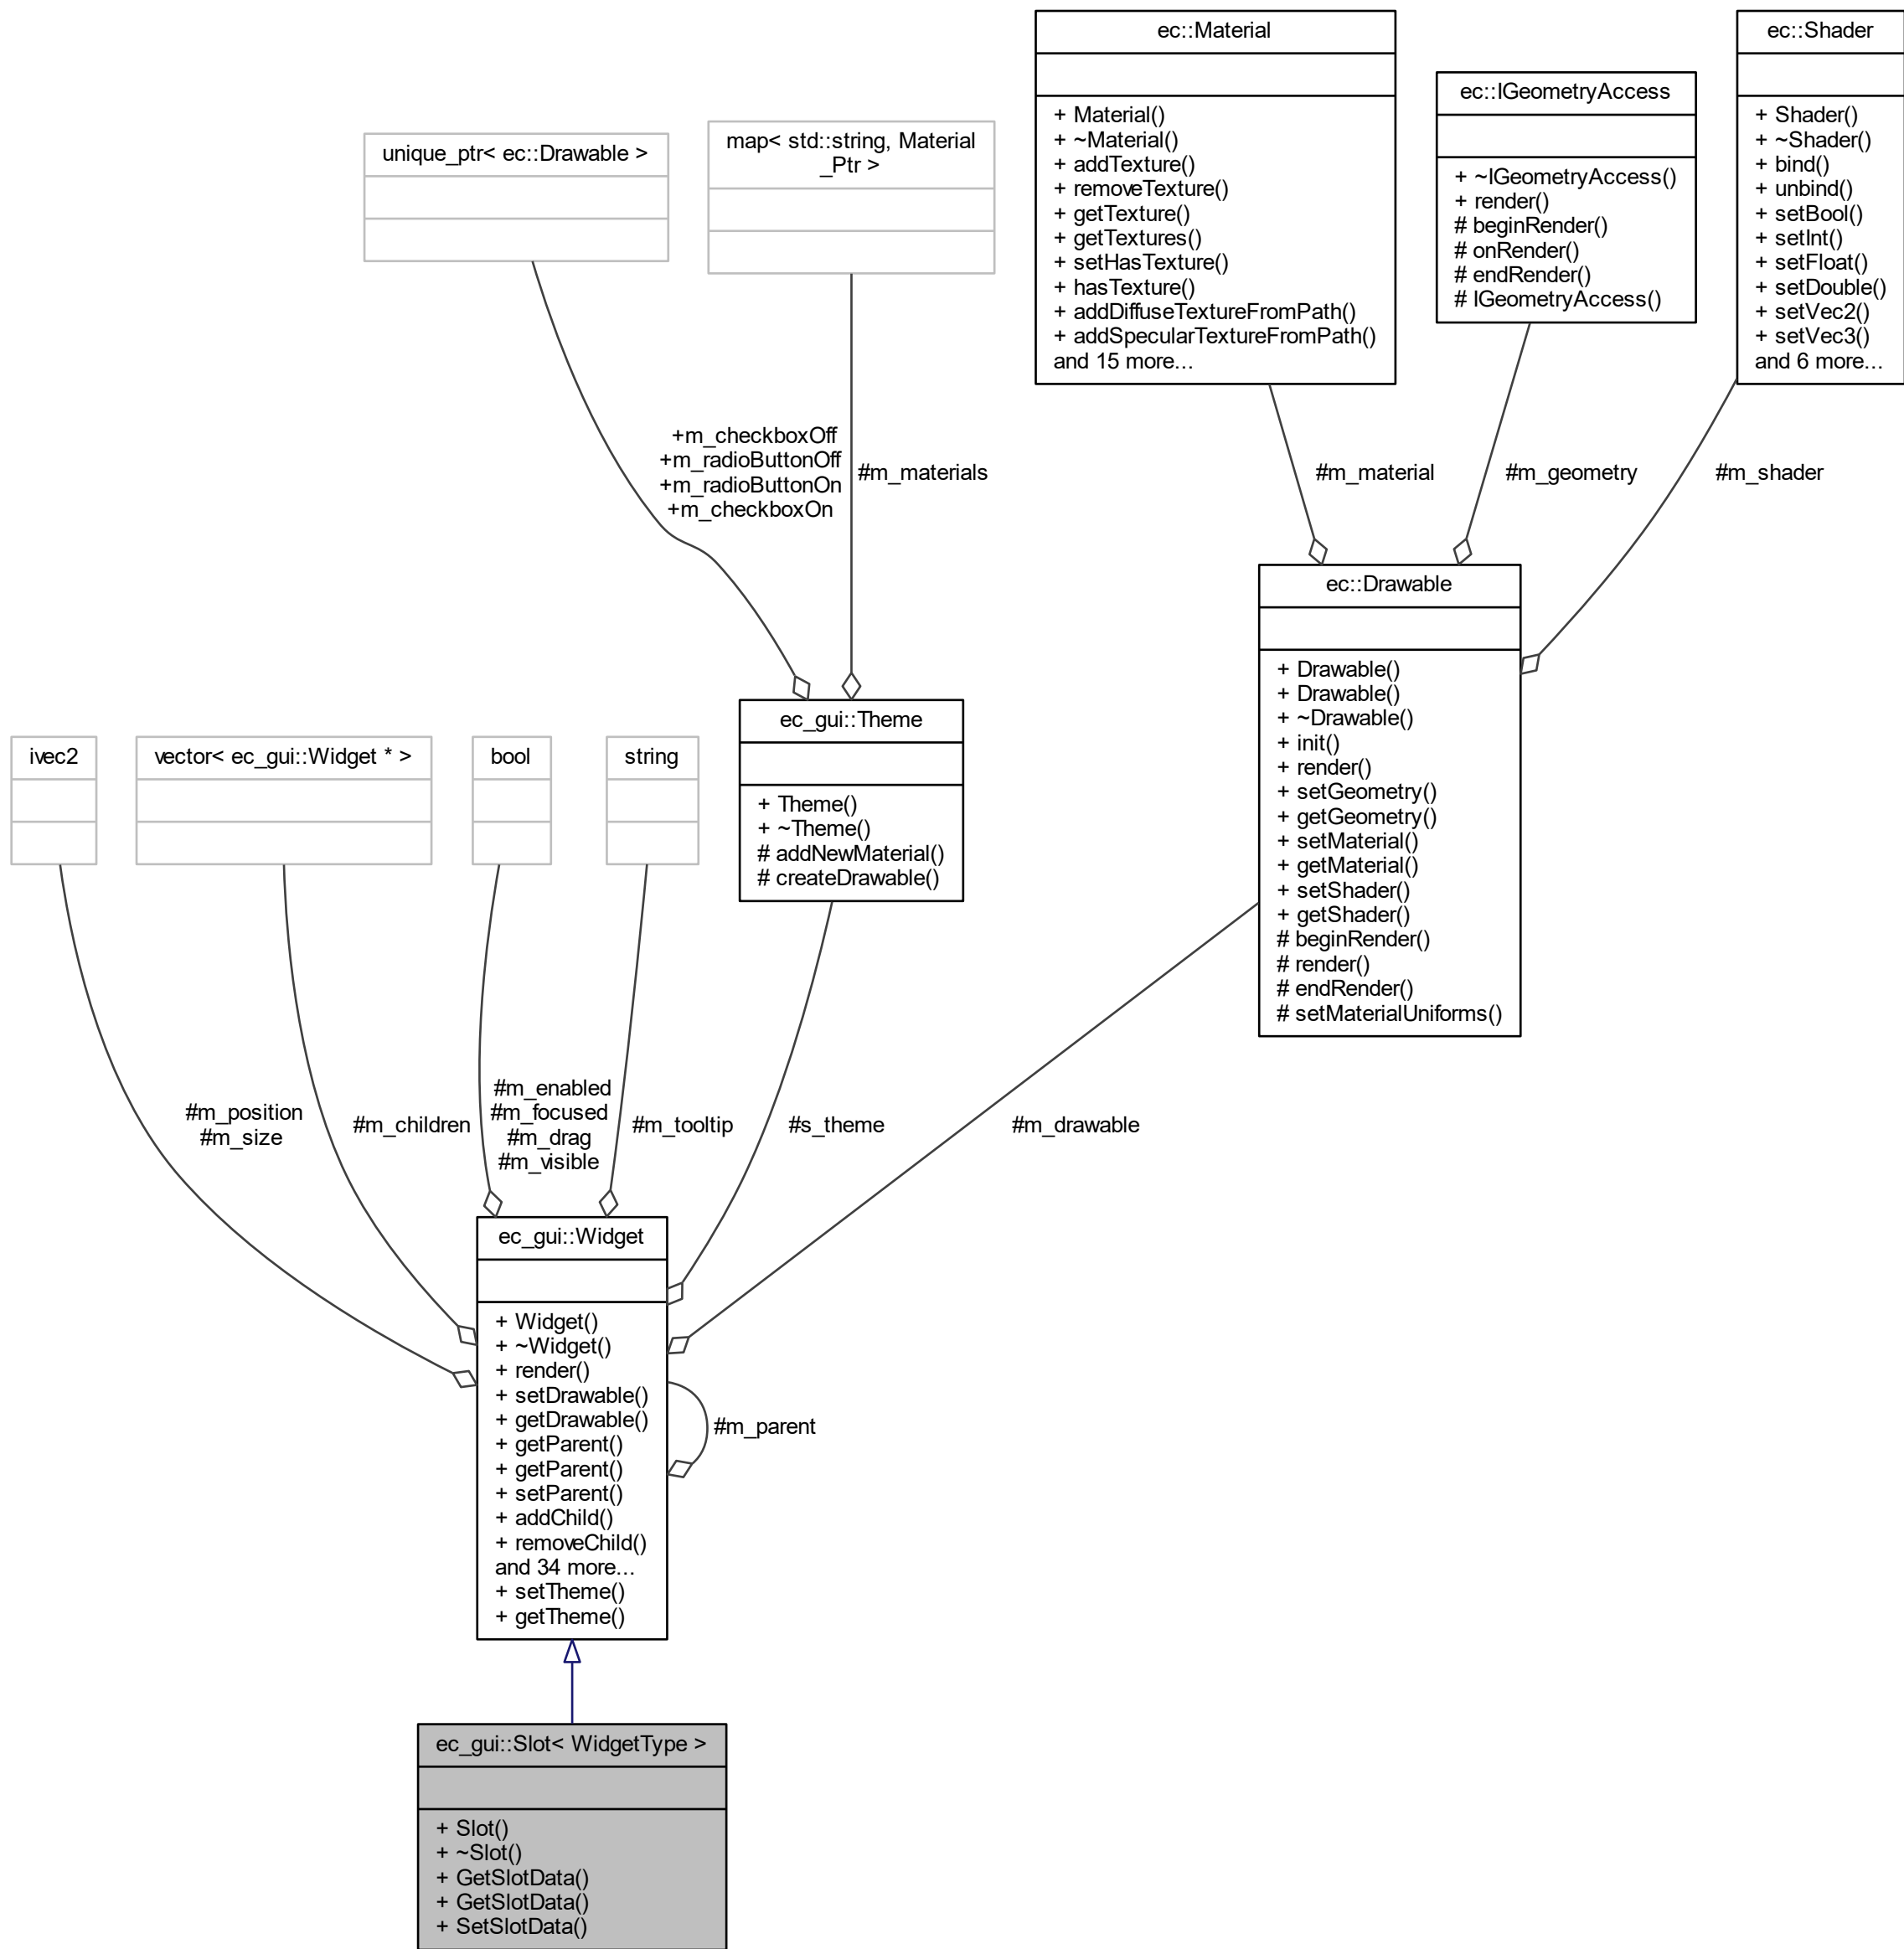 ec::Material
+ Material()
+ ~Material()
+ addTexture()
+ removeTexture()
+ getTexture()
+ getTextures()
+ setHasTexture()
+ hasTexture()
+ addDiffuseTextureFromPath()
+ addSpecularTextureFromPath()
and 15 more...
ec::IGeometryAccess
+ ~IGeometryAccess()
+ render()
# beginRender()
# onRender()
# endRender()
# IGeometryAccess()
ec::Shader
+ Shader()
+ ~Shader()
+ bind()
+ unbind()
+ setBool()
+ setInt()
+ setFloat()
+ setDouble()
+ setVec2()
+ setVec3()
and 6 more...
unique_ptr< ec::Drawable >
map< std::string, Material
_Ptr >
+m_checkboxOff
+m_radioButtonOff
+m_radioButtonOn
+m_checkboxOn
#m_materials
#m_material
#m_geometry
#m_shader
ec::Drawable
+ Drawable()
+ Drawable()
+ ~Drawable()
+ init()
+ render()
+ setGeometry()
+ getGeometry()
+ setMaterial()
+ getMaterial()
+ setShader()
+ getShader()
# beginRender()
# render()
# endRender()
# setMaterialUniforms()
ivec2
vector< ec_gui::Widget * >
bool
string
ec_gui::Theme
+ Theme()
+ ~Theme()
# addNewMaterial()
# createDrawable()
#m_position
#m_size
#m_children
#m_enabled
#m_focused
#m_drag
#m_visible
#m_tooltip
#s_theme
#m_drawable
ec_gui::Widget
+ Widget()
+ ~Widget()
+ render()
+ setDrawable()
+ getDrawable()
+ getParent()
+ getParent()
+ setParent()
+ addChild()
+ removeChild()
and 34 more...
+ setTheme()
+ getTheme()
#m_parent
ec_gui::Slot< WidgetType >
+ Slot()
+ ~Slot()
+ GetSlotData()
+ GetSlotData()
+ SetSlotData()